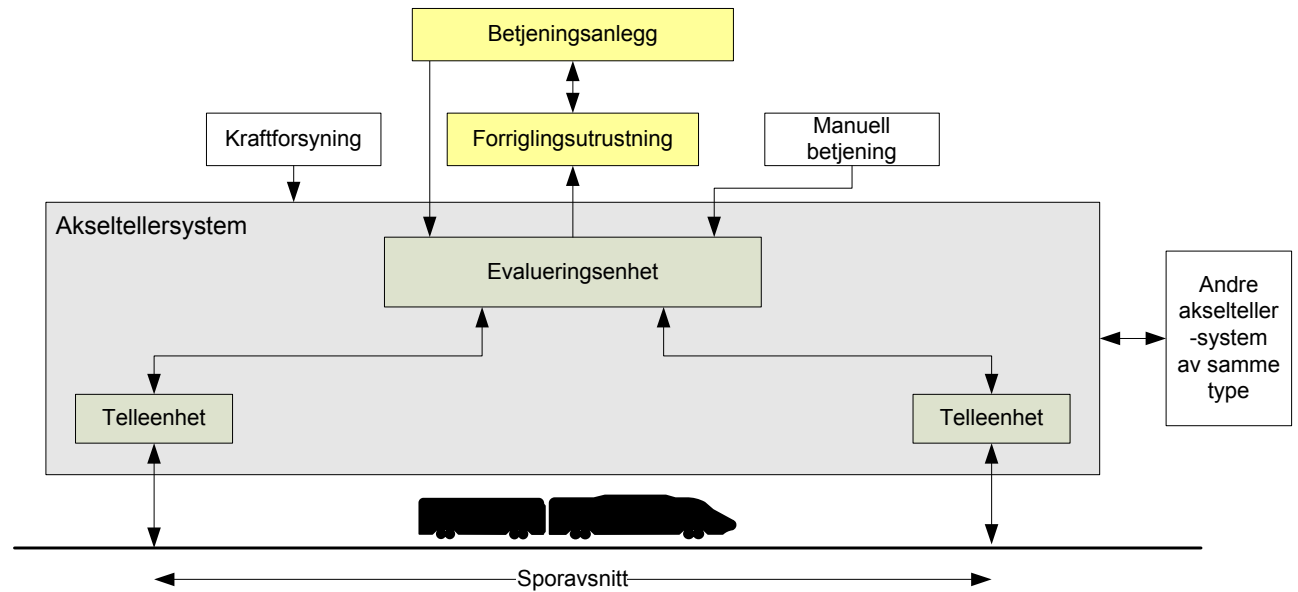 Betjeningsanlegg
Kraftforsyning
Forriglingsutrustning
Manuell
betjening
Akseltellersystem
Evalueringsenhet
Andre
akselteller
-system
av samme
type
Telleenhet
Telleenhet
Sporavsnitt